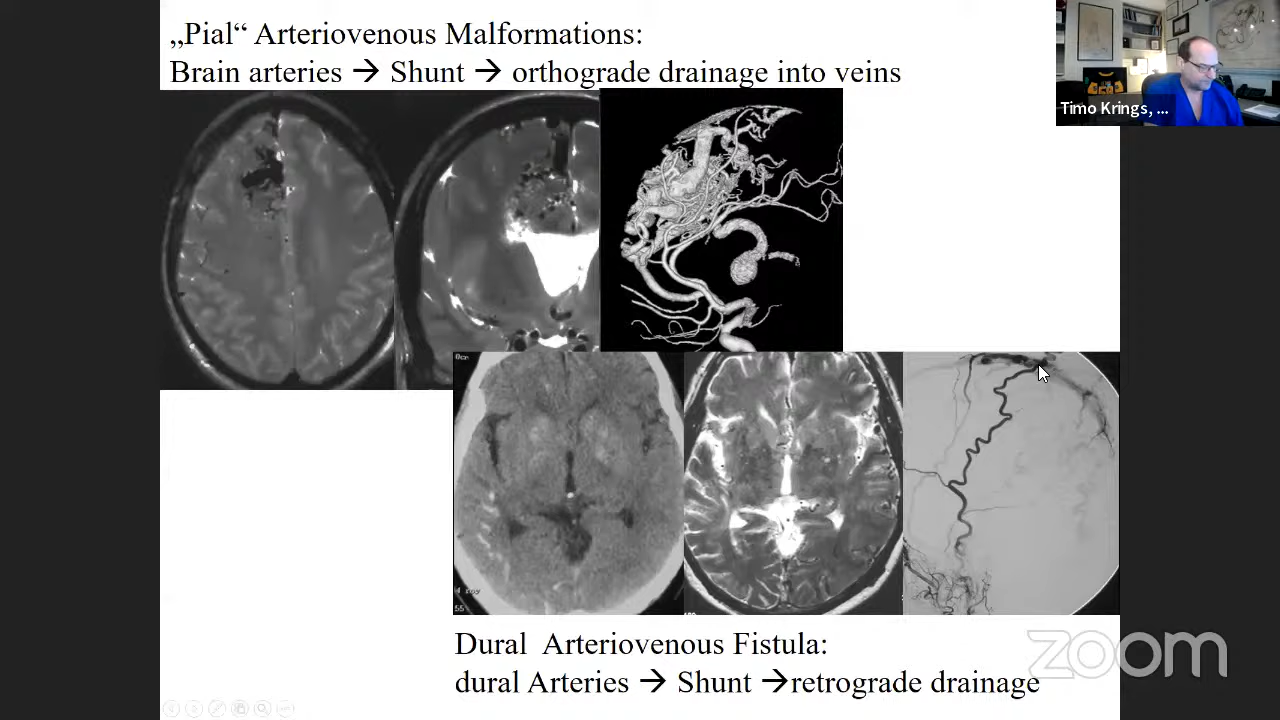 „Pial“ Arteriovenous Malformations:
Brain arteries → Shunt → orthograde drainage into veins
Timo Krings, ...
Dural Arteriovenous Fistula:
dural Arteries → Shunt →retrograde drainage
zoom